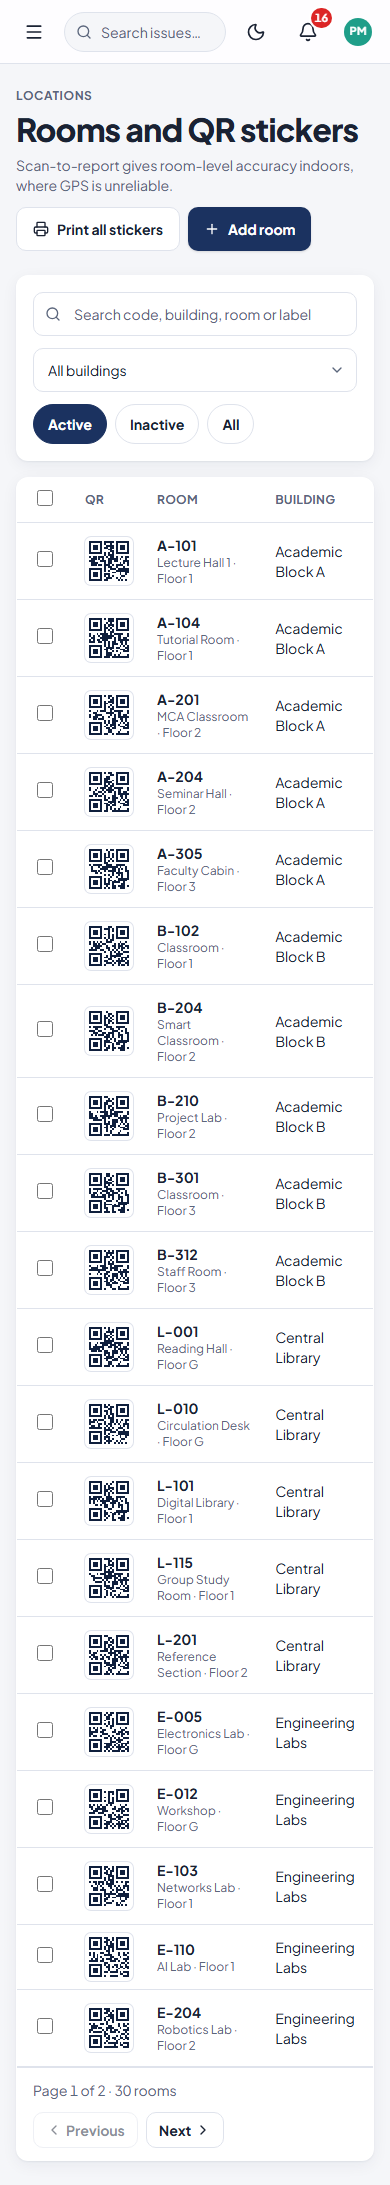 Search issues...
16
PM
LOCATIONS
Rooms and QR stickers
Scan-to-report gives room-level accuracy indoors,
where GPS is unreliable.
Print all stickers
Add room
Search code, building, room or label
All buildings
Active
Inactive
All
QR ROOM BUILDING
A-101
Lecture Hall 1 ·
Floor 1
Academic
Block A
A-104
Tutorial Room ·
Floor 1
Academic
Block A
A-201
MCA Classroom
· Floor 2
Academic
Block A
A-204
Seminar Hall ·
Floor 2
Academic
Block A
A-305
Faculty Cabin ·
Floor 3
Academic
Block A
B-102
Classroom ·
Floor 1
Academic
Block B
B-204
Smart
Classroom ·
Floor 2
Academic
Block B
B-210
Project Lab ·
Floor 2
Academic
Block B
B-301
Classroom ·
Floor 3
Academic
Block B
B-312
Staff Room ·
Floor 3
Academic
Block B
L-001
Reading Hall ·
Floor G
Central
Library
L-010
Circulation Desk
· Floor G
Central
Library
L-101
Digital Library ·
Floor 1
Central
Library
L-115
Group Study
Room · Floor 1
Central
Library
L-201
Reference
Section · Floor 2
Central
Library
E-005
Electronics Lab ·
Floor G
Engineering
Labs
E-012
Workshop ·
Floor G
Engineering
Labs
E-103
Networks Lab ·
Floor 1
Engineering
Labs
E-110
AI Lab · Floor 1
Engineering
Labs
E-204
Robotics Lab ·
Floor 2
Engineering
Labs
Page 1 of 2 · 30 rooms
Previous
Next